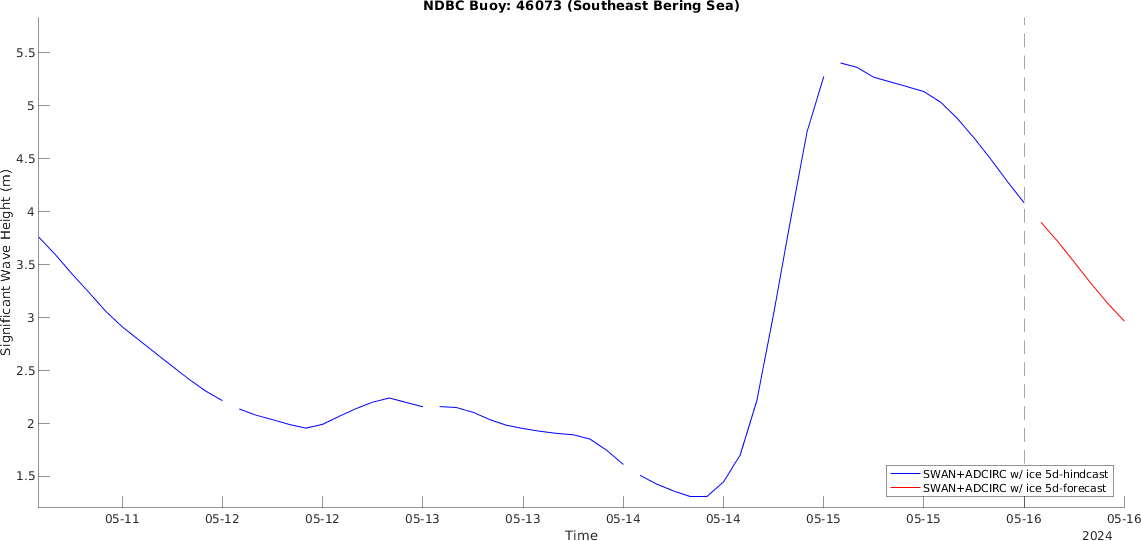 NDBC Buoy: 46073 (Southeast Bering Sea)
5.5
5
4.5
4
3.5
3
2.5
2
1.5
Significant Wave Height (m)
SWAN+ADCIRC w/ ice 5d-hindcast
SWAN+ADCIRC w/ ice 5d-forecast
05-11 05-12 05-12 05-13 05-13 05-14 05-14 05-15 05-15 05-16 05-16
Time
2024